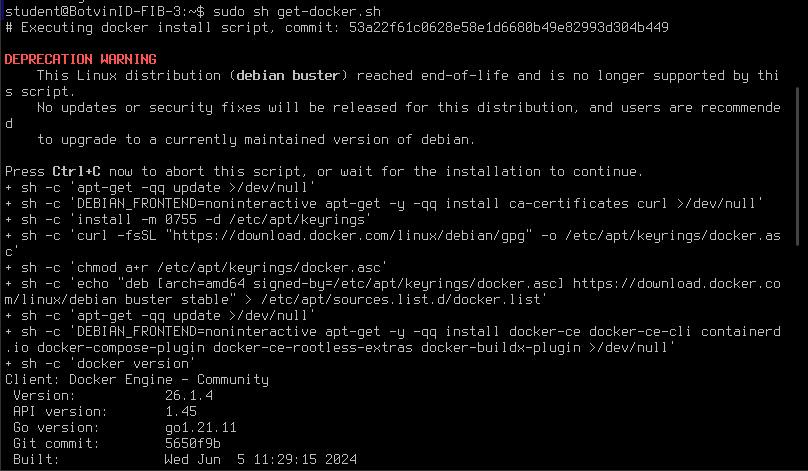 student@BotvinID-FIB-3:~$ sudo sh get-docker.sh
# Executing docker install script, commit: 53a22f61c0628e58e1d6680b49e82993d304b449
DEPRECATION WARNING
This Linux distribution (debian buster) reached end-of-life and is no longer supported by thi
s script.
No updates or security fixes will be released for this distribution, and users are recommende
d
to upgrade to a currently maintained version of debian.
Press Ctrl+C now to abort this script, or wait for the installation to continue.
+ sh -c 'apt-get -qq update >/dev/null'
+ sh -c 'DEBIAN_FRONTEND=noninteractive apt-get -y -qq install ca-certificates curl >/dev/null'
+ sh -c 'install -m 0755 -d /etc/apt/keyrings'
+ sh -c 'curl -fsSL "https://download.docker.com/linux/debian/gpg" -o /etc/apt/keyrings/docker.as
c'
+ sh -c 'chmod a+r /etc/apt/keyrings/docker.asc'
+ sh -c 'echo "deb [arch=amd64 signed-by=/etc/apt/keyrings/docker.asc] https://download.docker.co
m/linux/debian buster stable" > /etc/apt/sources.list.d/docker.list'
+ sh -c 'apt-get -qq update >/dev/null'
+ sh -c 'DEBIAN_FRONTEND=noninteractive apt-get -y -qq install docker-ce docker-ce-cli containerd
.io docker-compose-plugin docker-ce-rootless-extras docker-buildx-plugin >/dev/null'
+ sh -c 'docker version'
Client: Docker Engine - Community
Version: 26.1.4
API version: 1.45
Go version: go1.21.11
Git commit: 5650f9b
Built: Wed Jun 5 11:29:15 2024